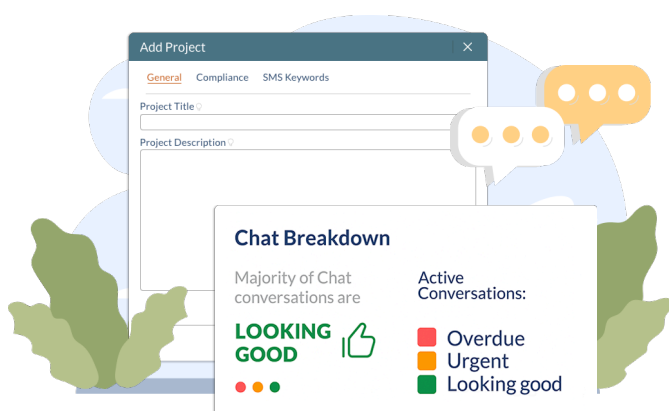 Add Project
General Compliance SMS Keywords
Project Title
Project Description
Chat Breakdown
Majority of Chat
conversations are
LOOKING
GOOD
Active
Conversations:
Overdue
Urgent
Looking good